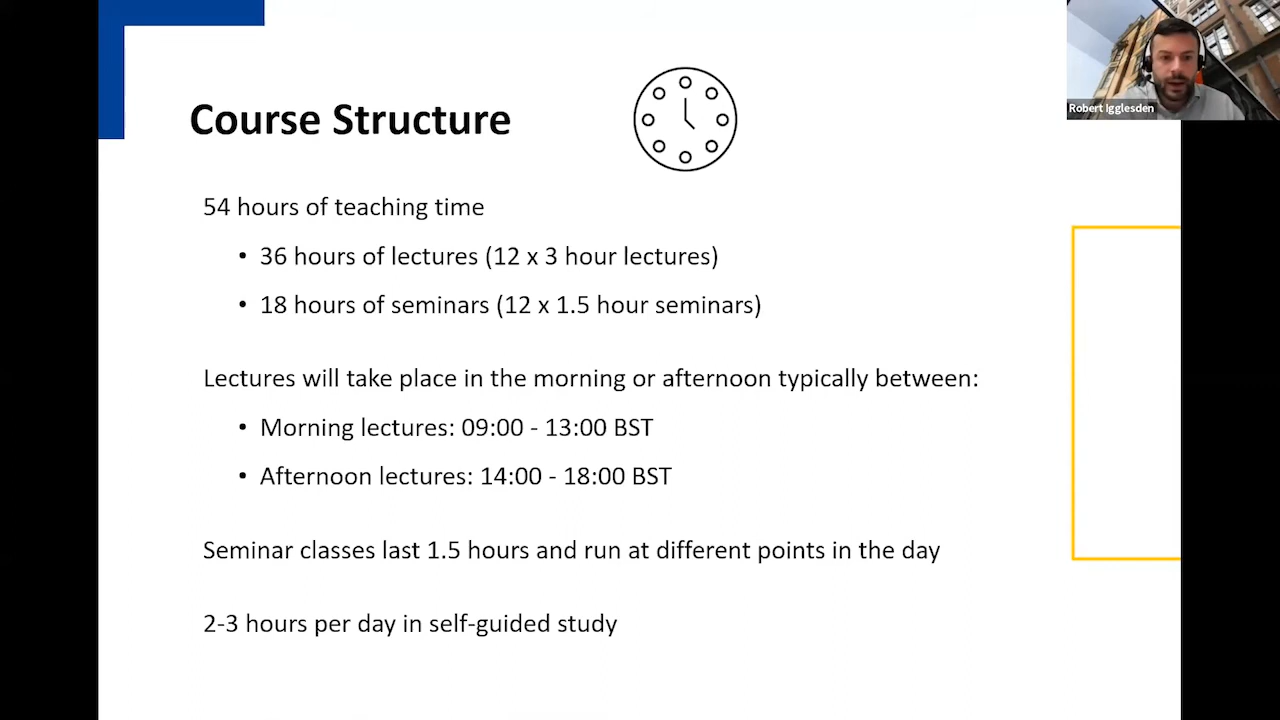 Robert Igglesden
Course Structure
54 hours of teaching time
• 36 hours of lectures (12 x 3 hour lectures)
• 18 hours of seminars (12 x 1.5 hour seminars)
Lectures will take place in the morning or afternoon typically between:
• Morning lectures: 09:00 - 13:00 BST
• Afternoon lectures: 14:00 - 18:00 BST
Seminar classes last 1.5 hours and run at different points in the day
2-3 hours per day in self-guided study